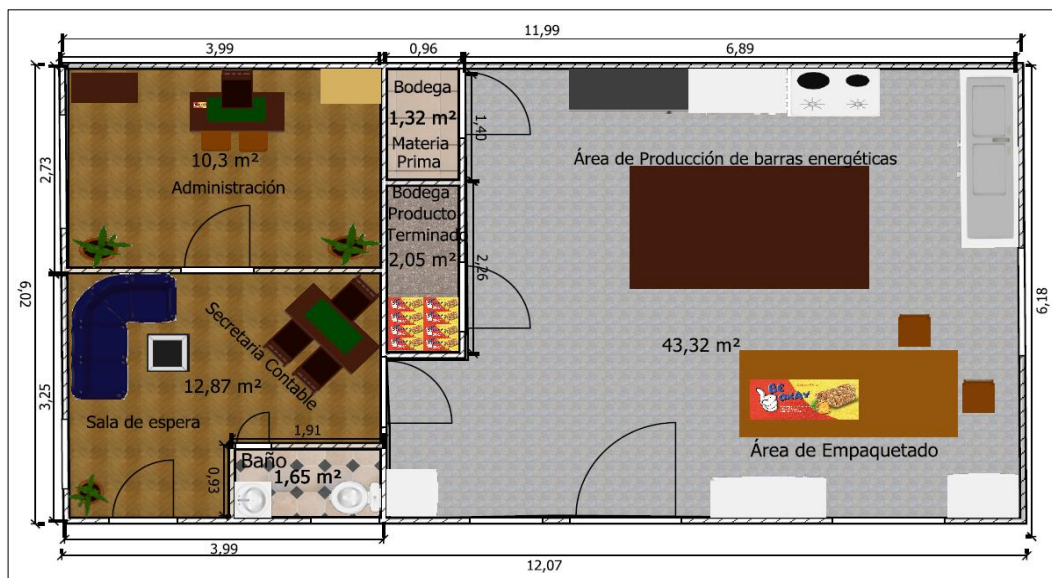 11,99
3,99
0,96
6,89
Bodega
1,32 m²
Materia
Prima
1,40
10,3 m²
Administración
2,73
Área de Producción de barras energéticas
Bodega
Producto
Terminado
2,05 m²
2,26
6,02
6,18
Secretaria Contable
43,32 m²
12,87 m²
3,25
BE
OKAY
Sala de espera
1,91
Área de Empaquetado
Baño
1,65 m²
0,93
3,99
12,07